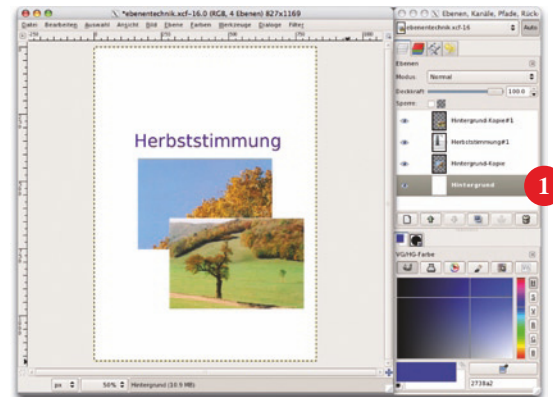 *ebenentechnik.xcf-16.0 (RGB, 4 Ebenen) 827x1169
Datei Bearbeiten Auswahl Ansicht Bild Ebene Farben Werkzeuge Dialoge Filter
Herbststimmung
px 50% Hintergrund (10.9 MB)
Ebenen, Kanäle, Pfade, Rück
ebenentechnik.xcf-16 Auto
Ebenen
Modus: Normal
Deckkraft 100.0
Sperre:
Hintergrund-Kopie#1
Herbststimmung#1
Hintergrund-Kopie
Hintergrund
1
VG/HG-Farbe
H
S
V
R
G
B
2738a2